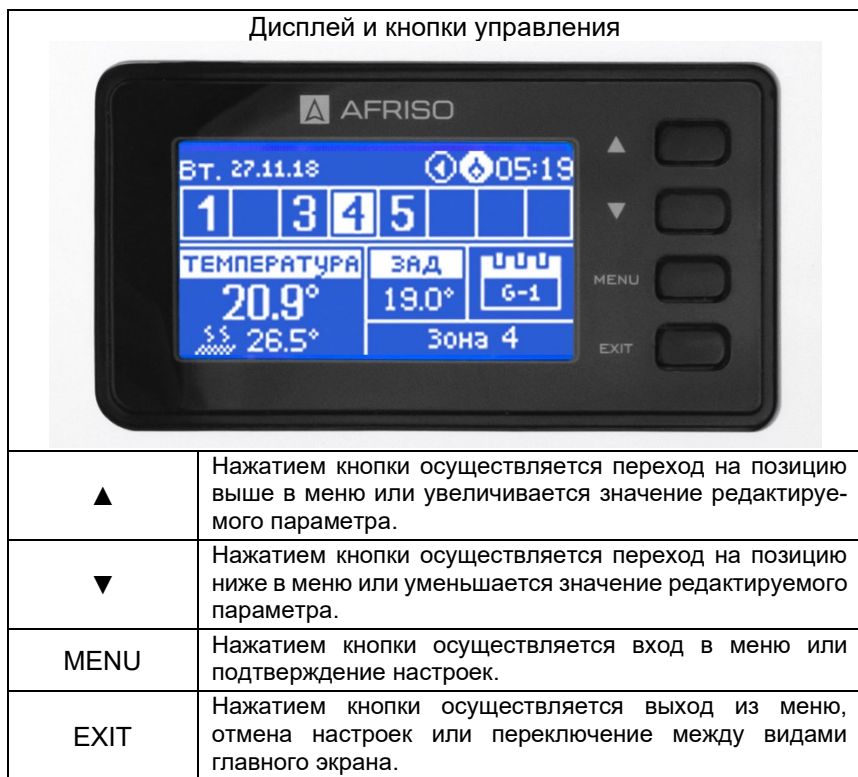 Дисплей и кнопки управления
AFRISO
Вт. 27.11.18 05:19
1 3 4 5
ТЕМПЕРАТУРА ЗАД
20.9° 19.0° G-1
26.5° Зона 4
▲
▼
MENU
EXIT
▲
Нажатием кнопки осуществляется переход на позицию
выше в меню или увеличивается значение редактируе-
мого параметра.
▼
Нажатием кнопки осуществляется переход на позицию
ниже в меню или уменьшается значение редактируемого
параметра.
MENU
Нажатием кнопки осуществляется вход в меню или
подтверждение настроек.
EXIT
Нажатием кнопки осуществляется выход из меню,
отмена настроек или переключение между видами
главного экрана.